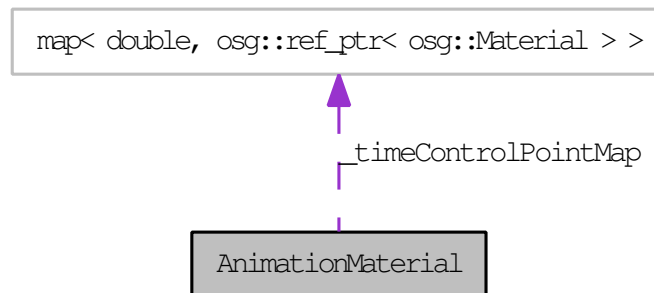 map< double, osg::ref_ptr< osg::Material > >
_timeControlPointMap
AnimationMaterial